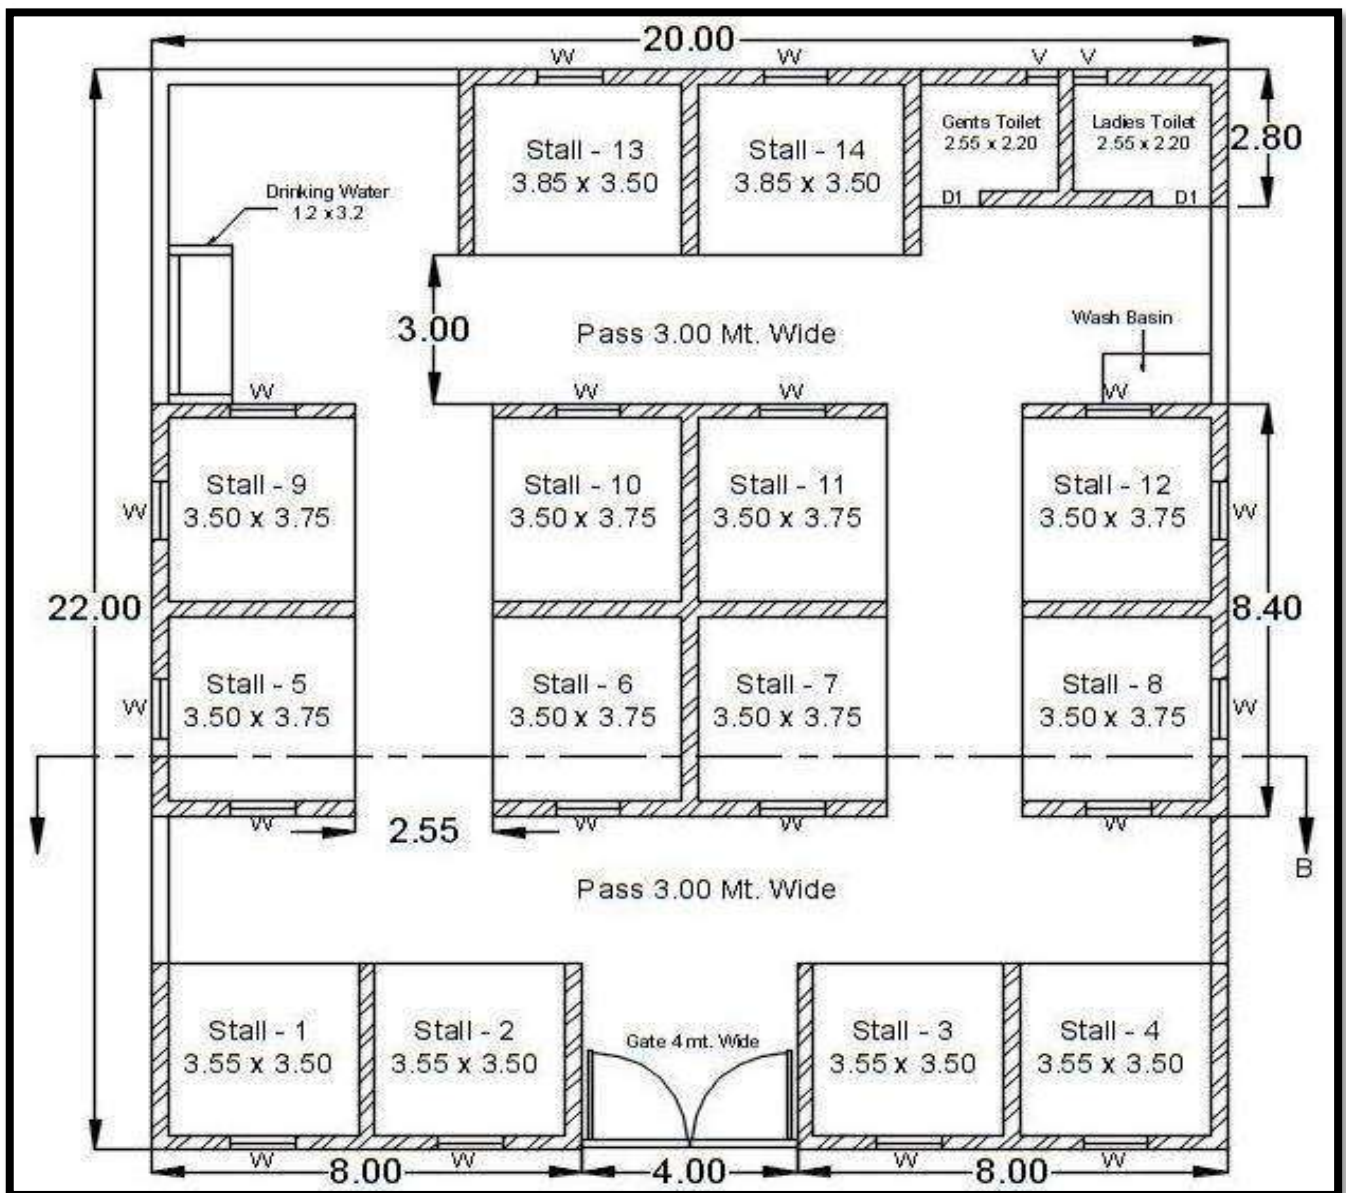 20.00
W W V V
Stall - 13
3.85 x 3.50
Stall - 14
3.85 x 3.50
Gents Toilet
2.55 x 2.20
Ladies Toilet
2.55 x 2.20
2.80
D1 D1
Drinking Water
1.2 x 3.2
3.00
Pass 3.00 Mt. Wide
Wash Basin
W W W W
Stall - 9
3.50 x 3.75
Stall - 10
3.50 x 3.75
Stall - 11
3.50 x 3.75
Stall - 12
3.50 x 3.75
W W
22.00
8.40
Stall - 5
3.50 x 3.75
Stall - 6
3.50 x 3.75
Stall - 7
3.50 x 3.75
Stall - 8
3.50 x 3.75
W W
W W W W
2.55
B
Pass 3.00 Mt. Wide
Stall - 1
3.55 x 3.50
Stall - 2
3.55 x 3.50
Gate 4 mt. Wide
Stall - 3
3.55 x 3.50
Stall - 4
3.55 x 3.50
W W W W
8.00 4.00 8.00